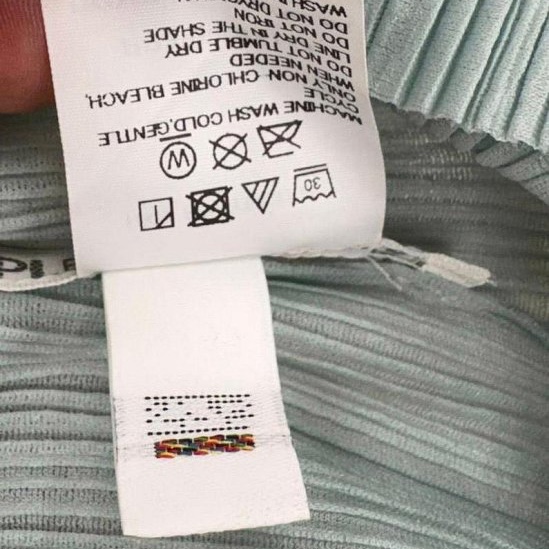 MACHINE WASH COLD,GENTLE
CYCLE
ONLY NON CHLORINE BLEACH,
WHEN NEEDED
DO NOT TUMBLE DRY
LINE DRY IN THE SHADE
DO NOT IRON
30
W